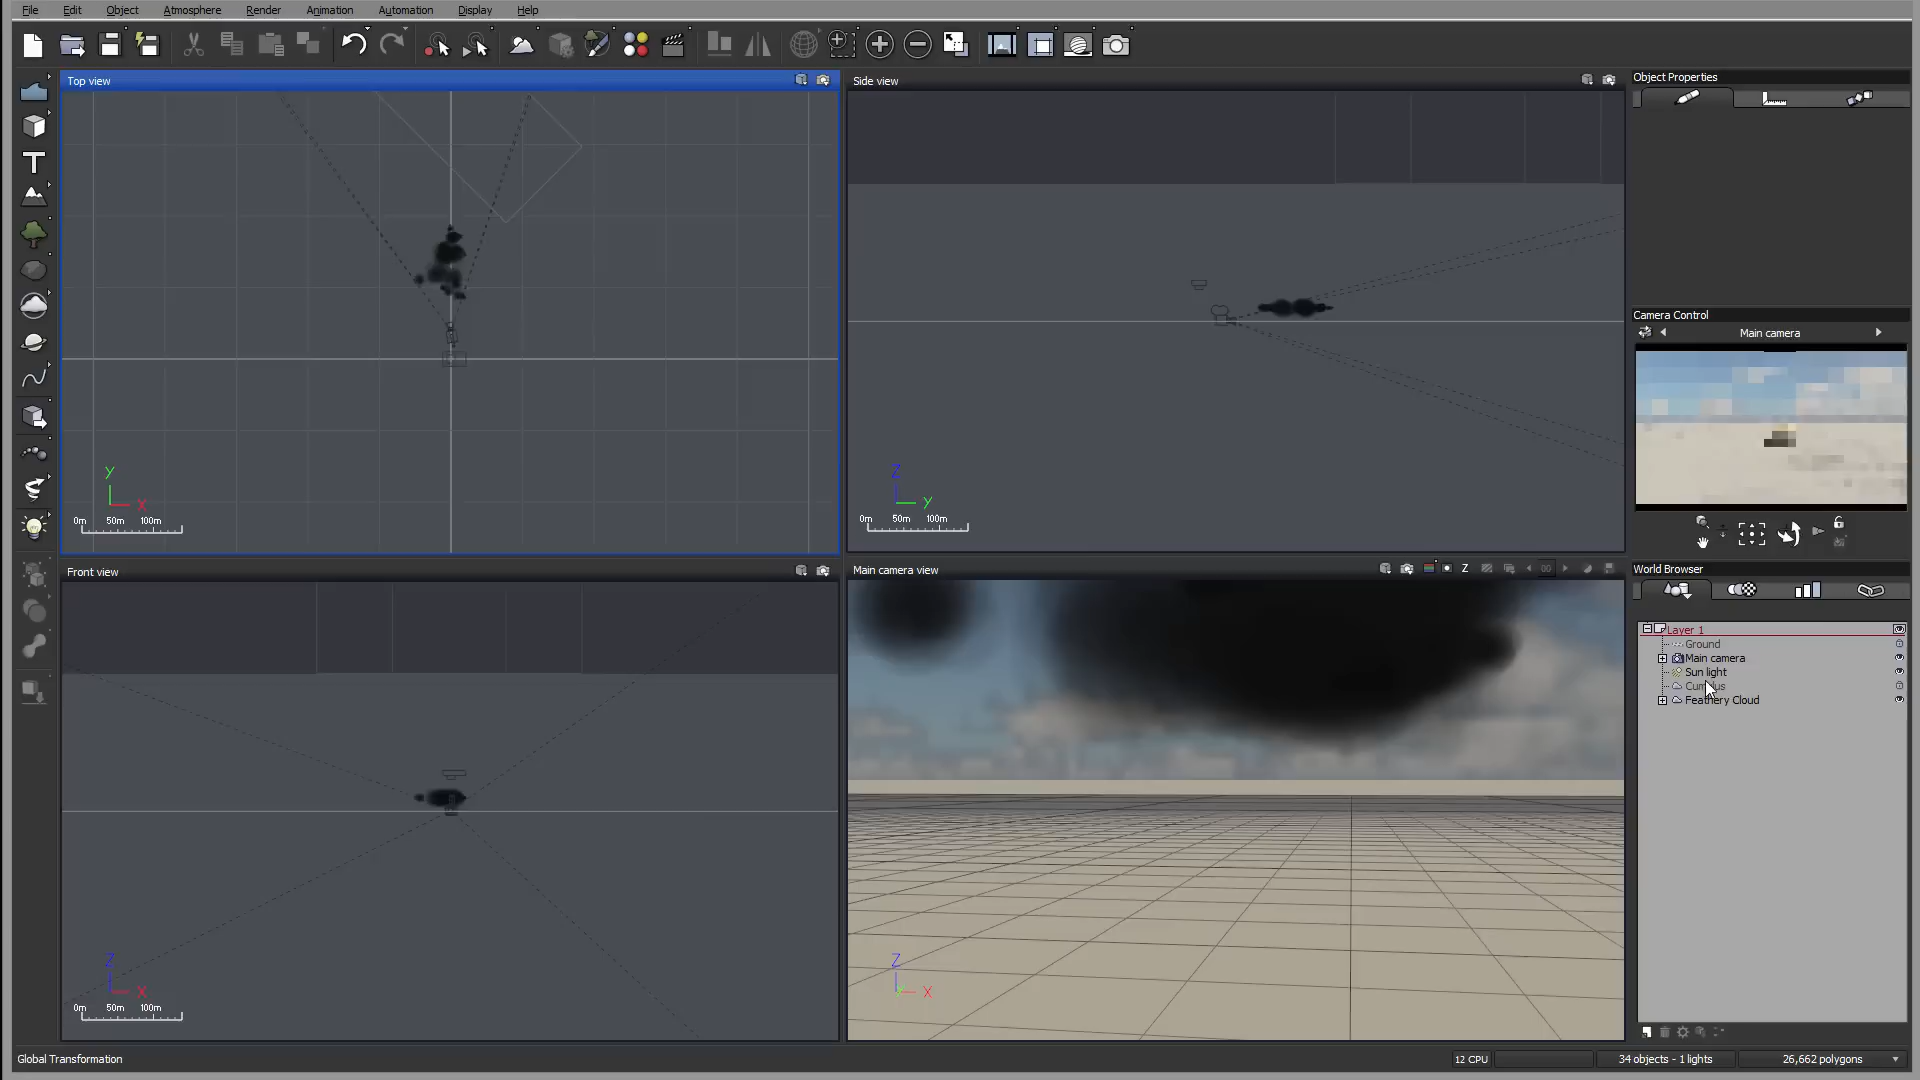 File Edit Object Atmosphere Render Animation Automation Display Help
Top view
Side view
Object Properties
Y
X
0m 50m 100m
Z
Y
0m 50m 100m
Camera Control
Main camera
Front view
Main camera view
Z
World Browser
Layer 1
Ground
Main camera
Sun light
Feathery Cloud
Z
X
0m 50m 100m
Z
X
Global Transformation
12 CPU
34 objects - 1 lights
26,662 polygons